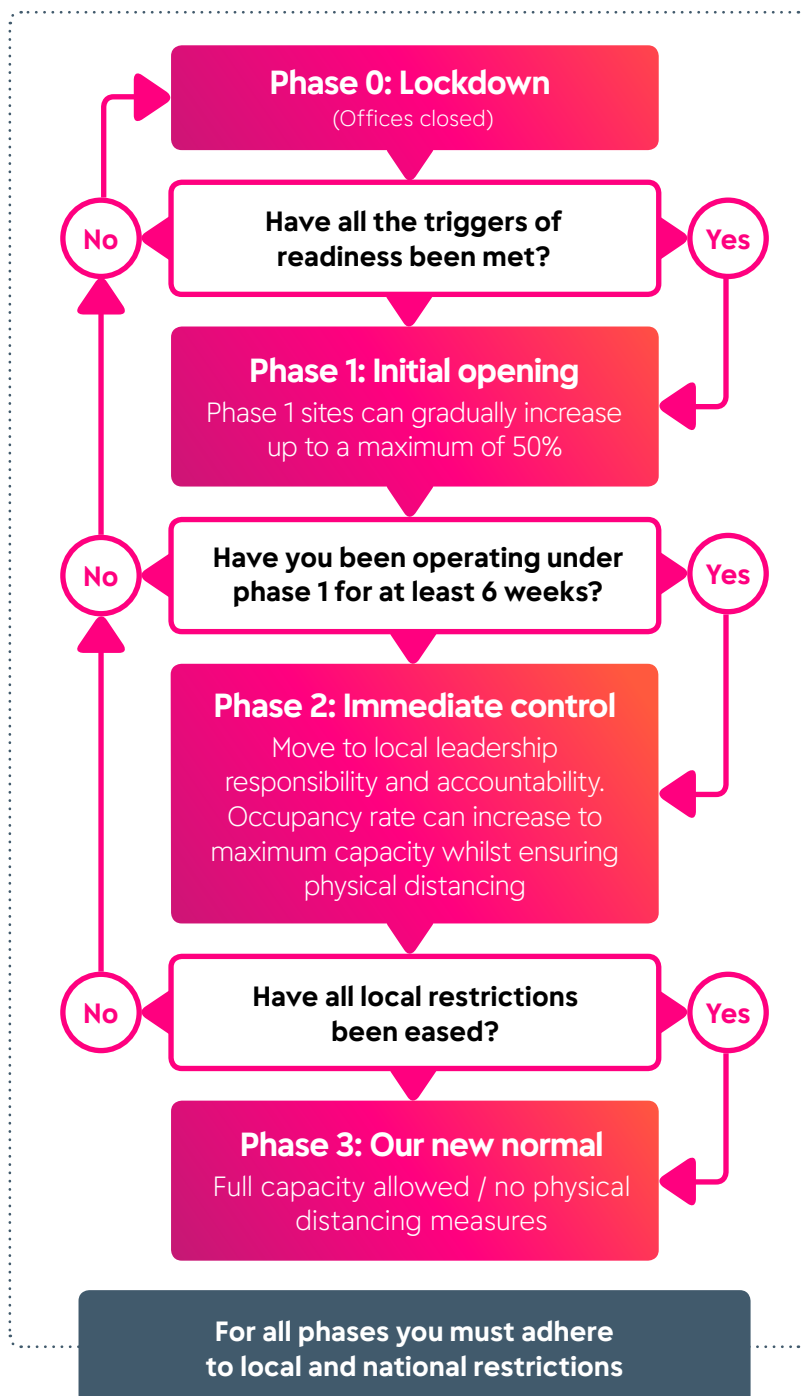 Phase 0: Lockdown
(Offices closed)
Have all the triggers of
readiness been met?
No
Yes
Phase 1: Initial opening
Phase 1 sites can gradually increase
up to a maximum of 50%
Have you been operating under
phase 1 for at least 6 weeks?
No
Yes
Phase 2: Immediate control
Move to local leadership
responsibility and accountability.
Occupancy rate can increase to
maximum capacity whilst ensuring
physical distancing
Have all local restrictions
been eased?
No
Yes
Phase 3: Our new normal
Full capacity allowed / no physical
distancing measures
For all phases you must adhere
to local and national restrictions